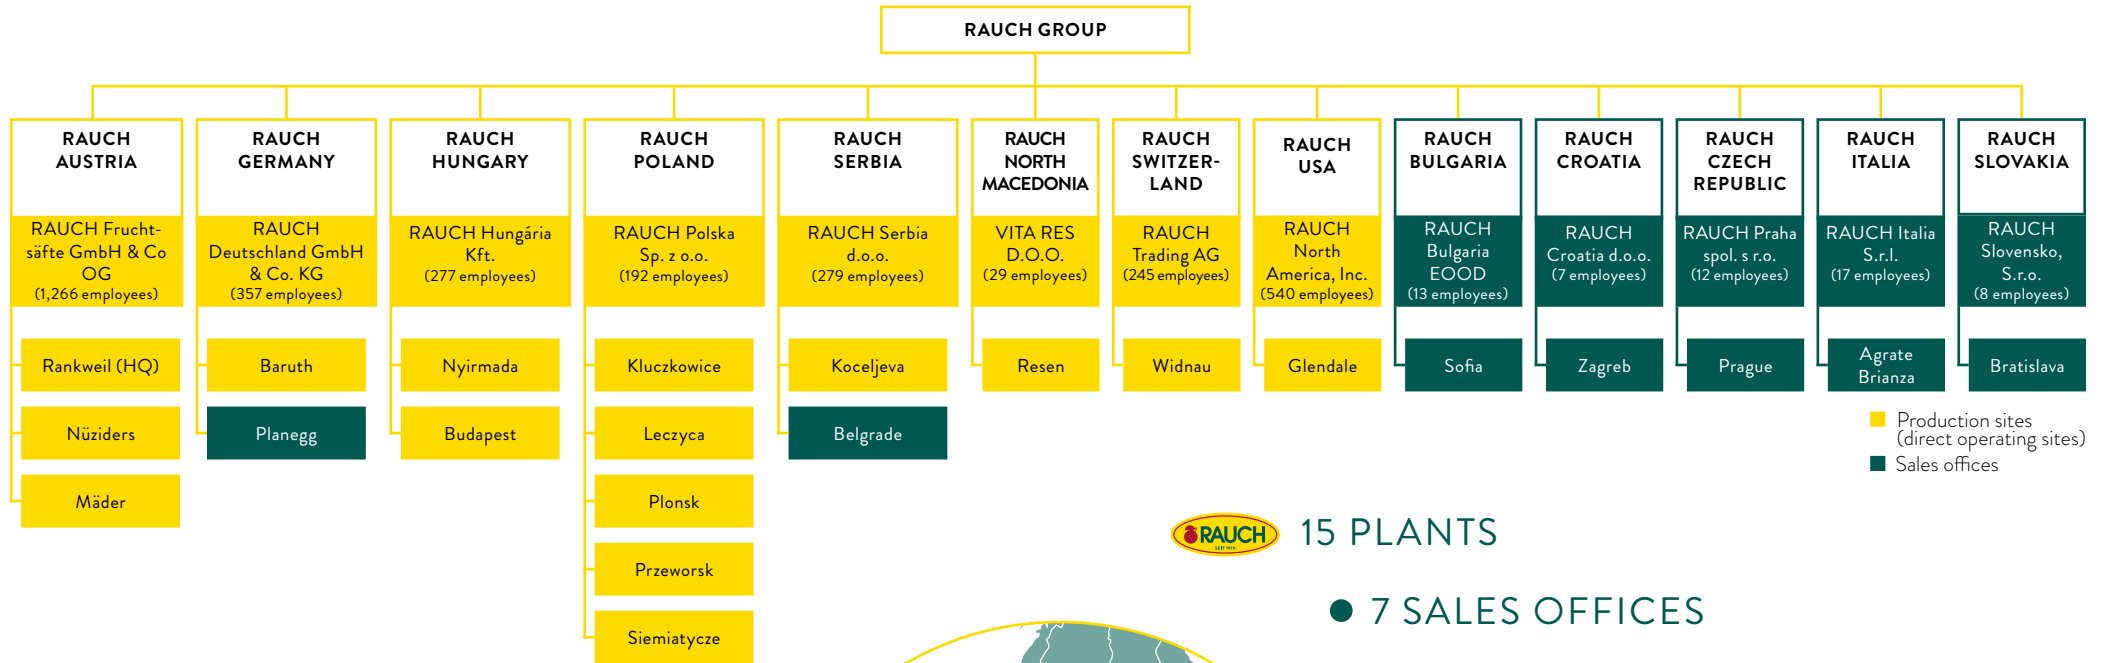 RAUCH GROUP
RAUCH
AUSTRIA
RAUCH Frucht-
säfte GmbH & Co
OG
(1,266 employees)
Rankweil (HQ)
Nüziders
Mäder
RAUCH
GERMANY
RAUCH
Deutschland GmbH
& Co. KG
(357 employees)
Baruth
Planegg
RAUCH
HUNGARY
RAUCH Hungária
Kft.
(277 employees)
Nyirmada
Budapest
RAUCH
POLAND
RAUCH Polska
Sp. z o.o.
(192 employees)
Kluczkowice
Leczyca
Plonsk
Przeworsk
Siemiatycze
RAUCH
SERBIA
RAUCH Serbia
d.o.o.
(279 employees)
Koceljeva
Belgrade
RAUCH
NORTH
MACEDONIA
VITA RES
D.O.O.
(29 employees)
Resen
RAUCH
SWITZER-
LAND
RAUCH
Trading AG
(245 employees)
Widnau
RAUCH
USA
RAUCH
North
America, Inc.
(540 employees)
Glendale
RAUCH
BULGARIA
RAUCH
Bulgaria
EOOD
(13 employees)
Sofia
RAUCH
CROATIA
RAUCH
Croatia d.o.o.
(7 employees)
Zagreb
RAUCH
CZECH
REPUBLIC
RAUCH Praha
spol. s r.o.
(12 employees)
Prague
RAUCH
ITALIA
RAUCH Italia
S.r.l.
(17 employees)
Agrate
Brianza
RAUCH
SLOVAKIA
RAUCH
Slovensko,
S.r.o.
(8 employees)
Bratislava
Production sites
(direct operating sites)
Sales offices
RAUCH
SEIT 1919.
15 PLANTS
7 SALES OFFICES